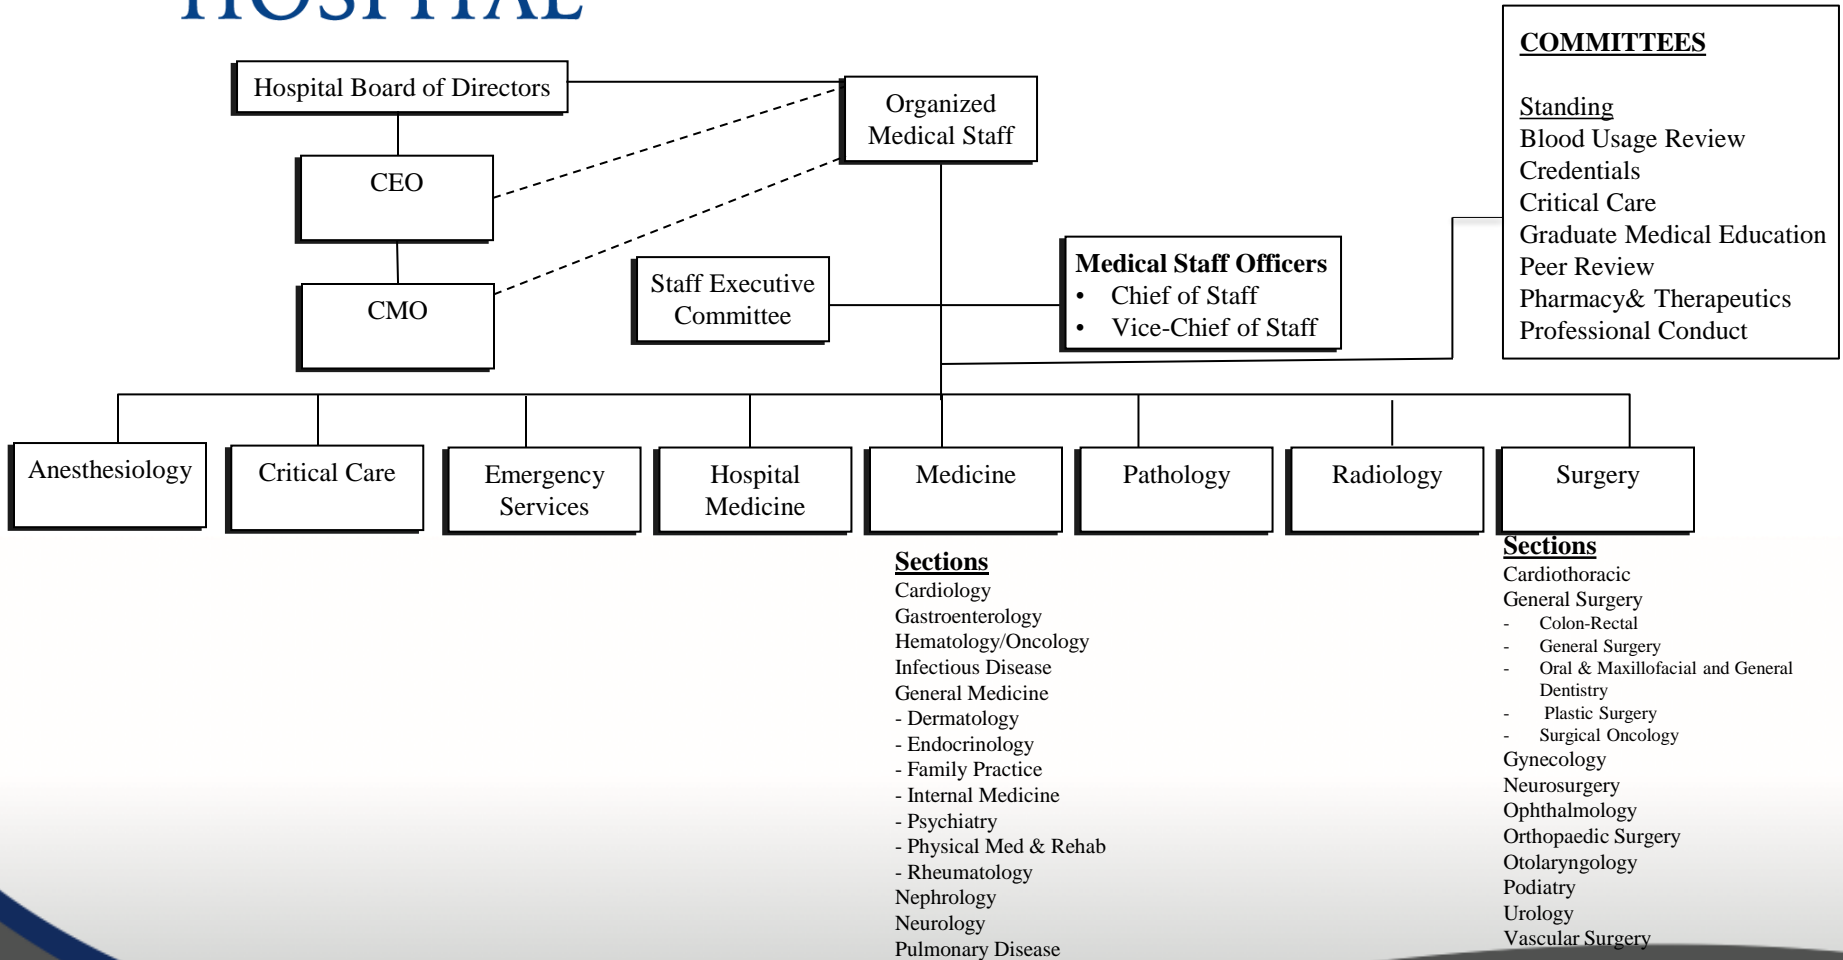 HOSPITAL
Hospital Board of Directors
Organized
Medical Staff
CEO
CMO
Staff Executive
Committee
Medical Staff Officers
• Chief of Staff
• Vice-Chief of Staff
COMMITTEES
Standing
Blood Usage Review
Credentials
Critical Care
Graduate Medical Education
Peer Review
Pharmacy& Therapeutics
Professional Conduct
Anesthesiology
Critical Care
Emergency
Services
Hospital
Medicine
Medicine
Pathology
Radiology
Surgery
Sections
Cardiology
Gastroenterology
Hematology/Oncology
Infectious Disease
General Medicine
- Dermatology
- Endocrinology
- Family Practice
- Internal Medicine
- Psychiatry
- Physical Med & Rehab
- Rheumatology
Nephrology
Neurology
Pulmonary Disease
Sections
Cardiothoracic
General Surgery
- Colon-Rectal
- General Surgery
- Oral & Maxillofacial and General
Dentistry
- Plastic Surgery
- Surgical Oncology
Gynecology
Neurosurgery
Ophthalmology
Orthopaedic Surgery
Otolaryngology
Podiatry
Urology
Vascular Surgery